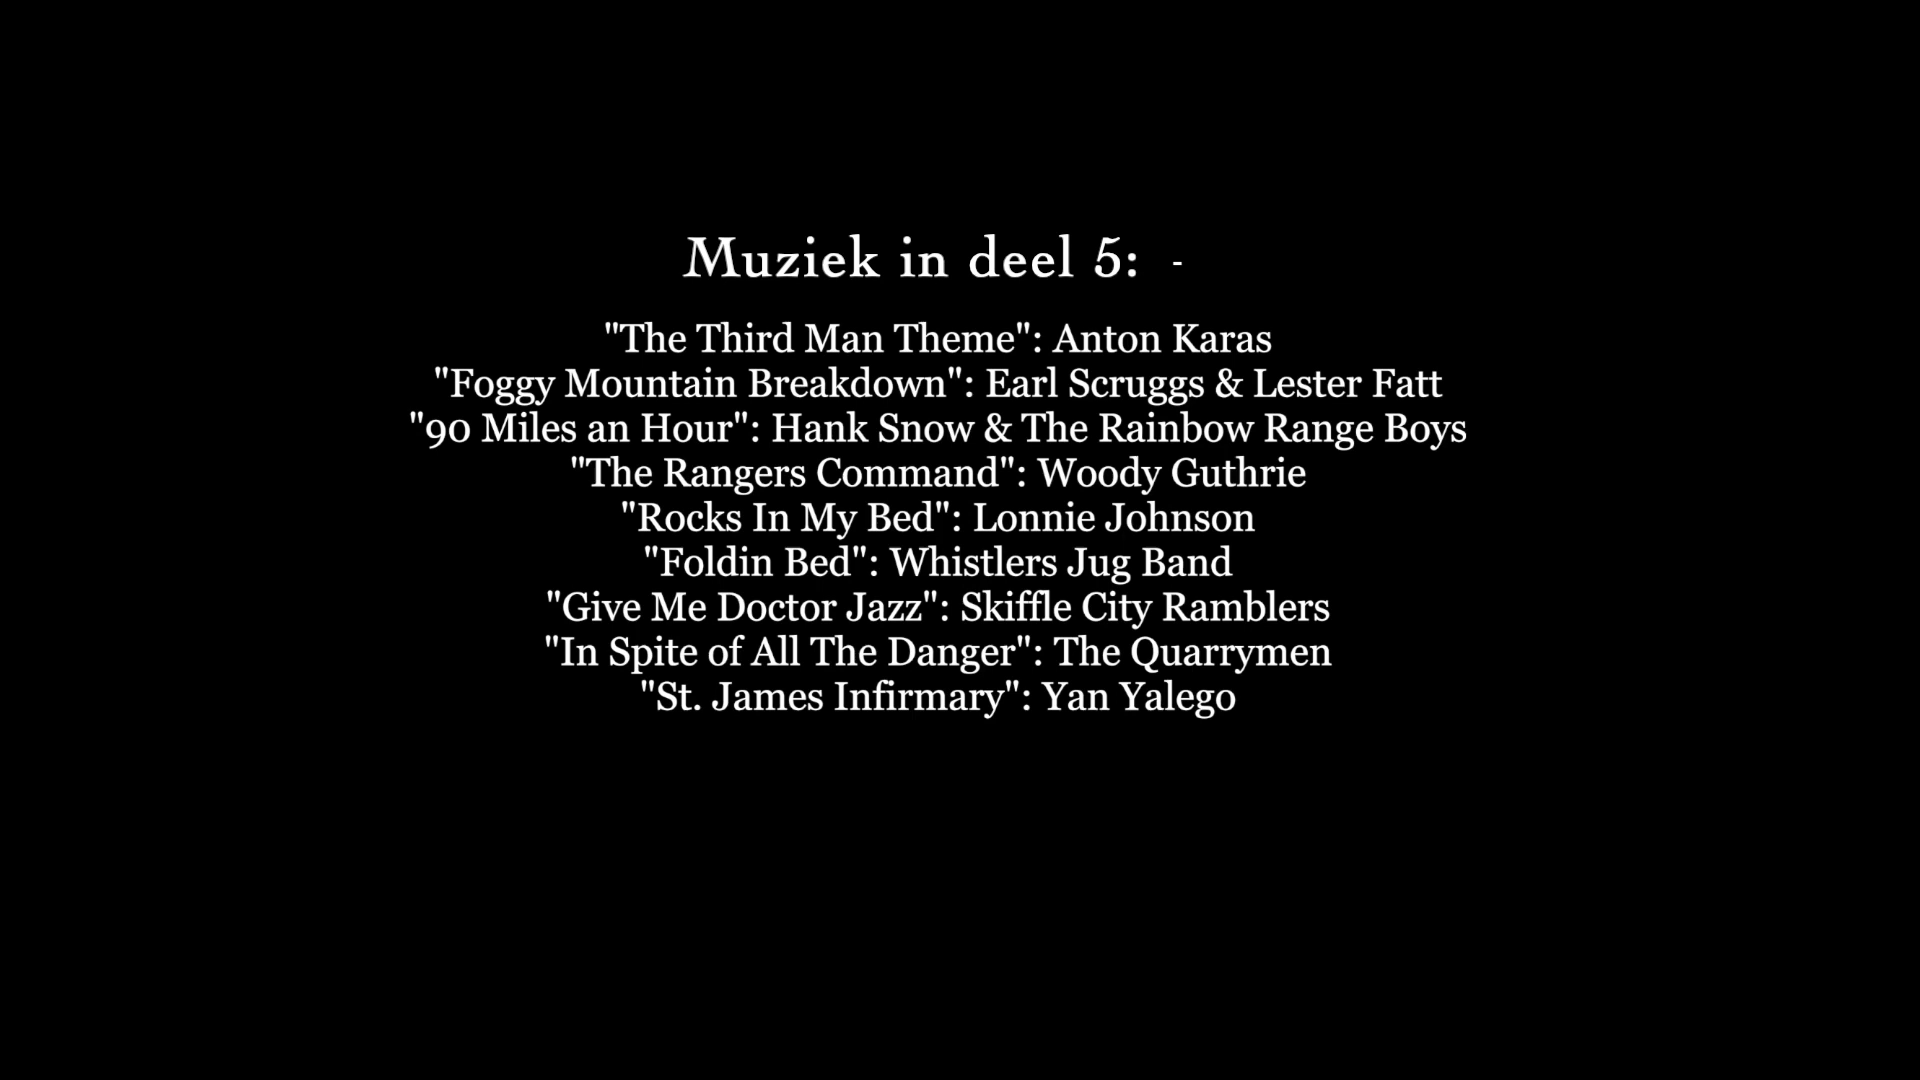 Muziek in deel 5: -
"The Third Man Theme": Anton Karas
"Foggy Mountain Breakdown": Earl Scruggs & Lester Fatt
"90 Miles an Hour": Hank Snow & The Rainbow Range Boys
"The Rangers Command": Woody Guthrie
"Rocks In My Bed": Lonnie Johnson
"Foldin Bed": Whistlers Jug Band
"Give Me Doctor Jazz": Skiffle City Ramblers
"In Spite of All The Danger": The Quarrymen
"St. James Infirmary": Yan Yalego